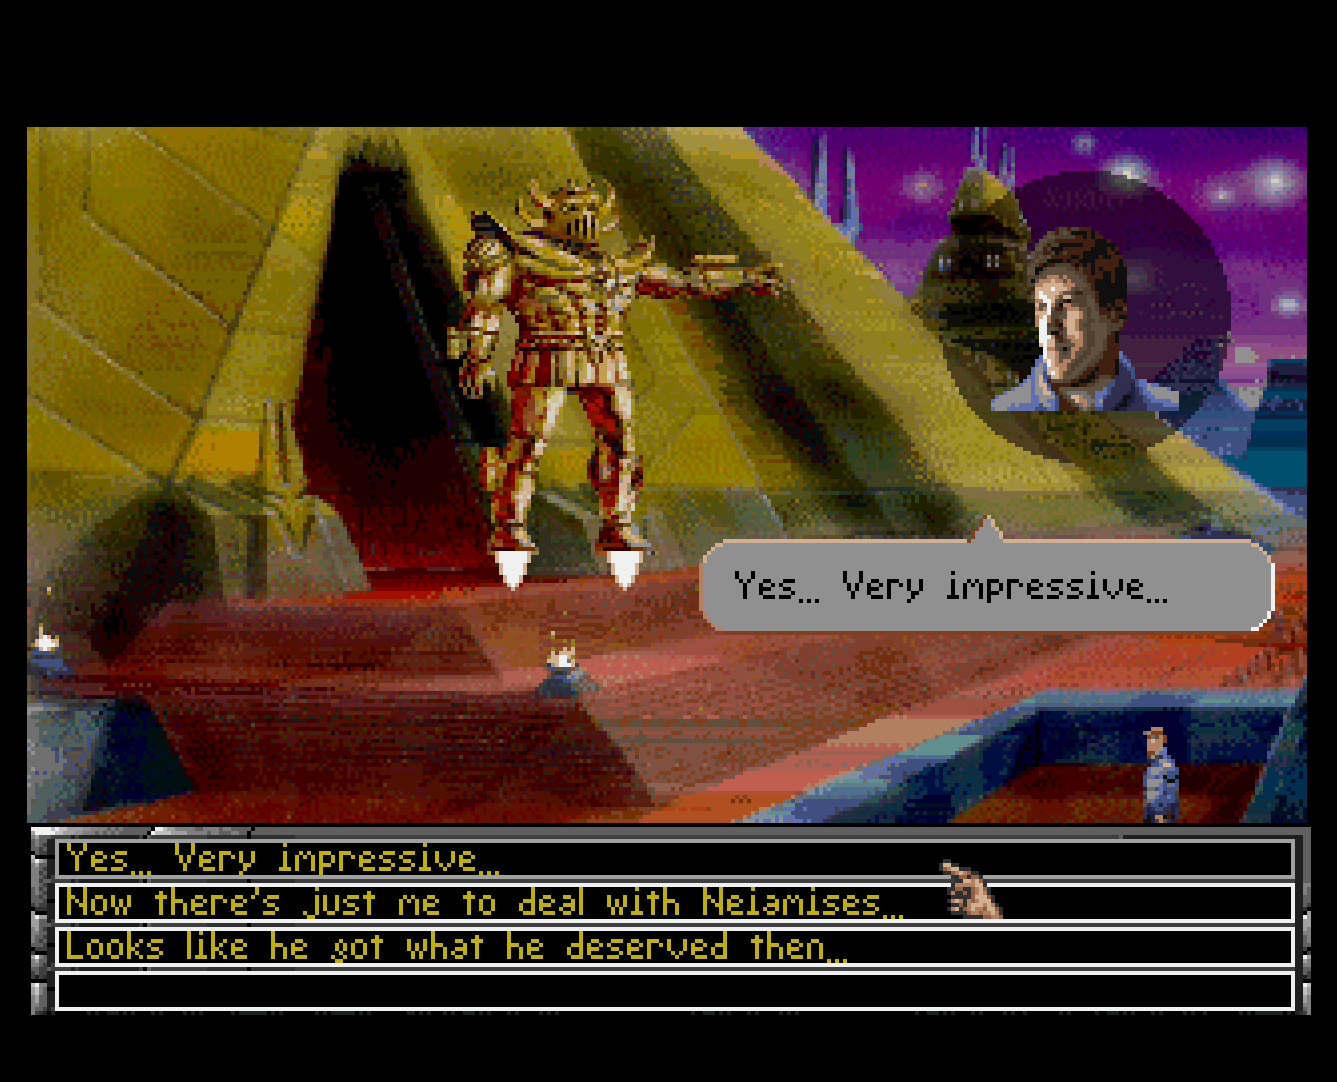 Yes... Very impressive...
Yes... Very impressive...
Now there's just me to deal with Neiamises...
Looks like he got what he deserved then...